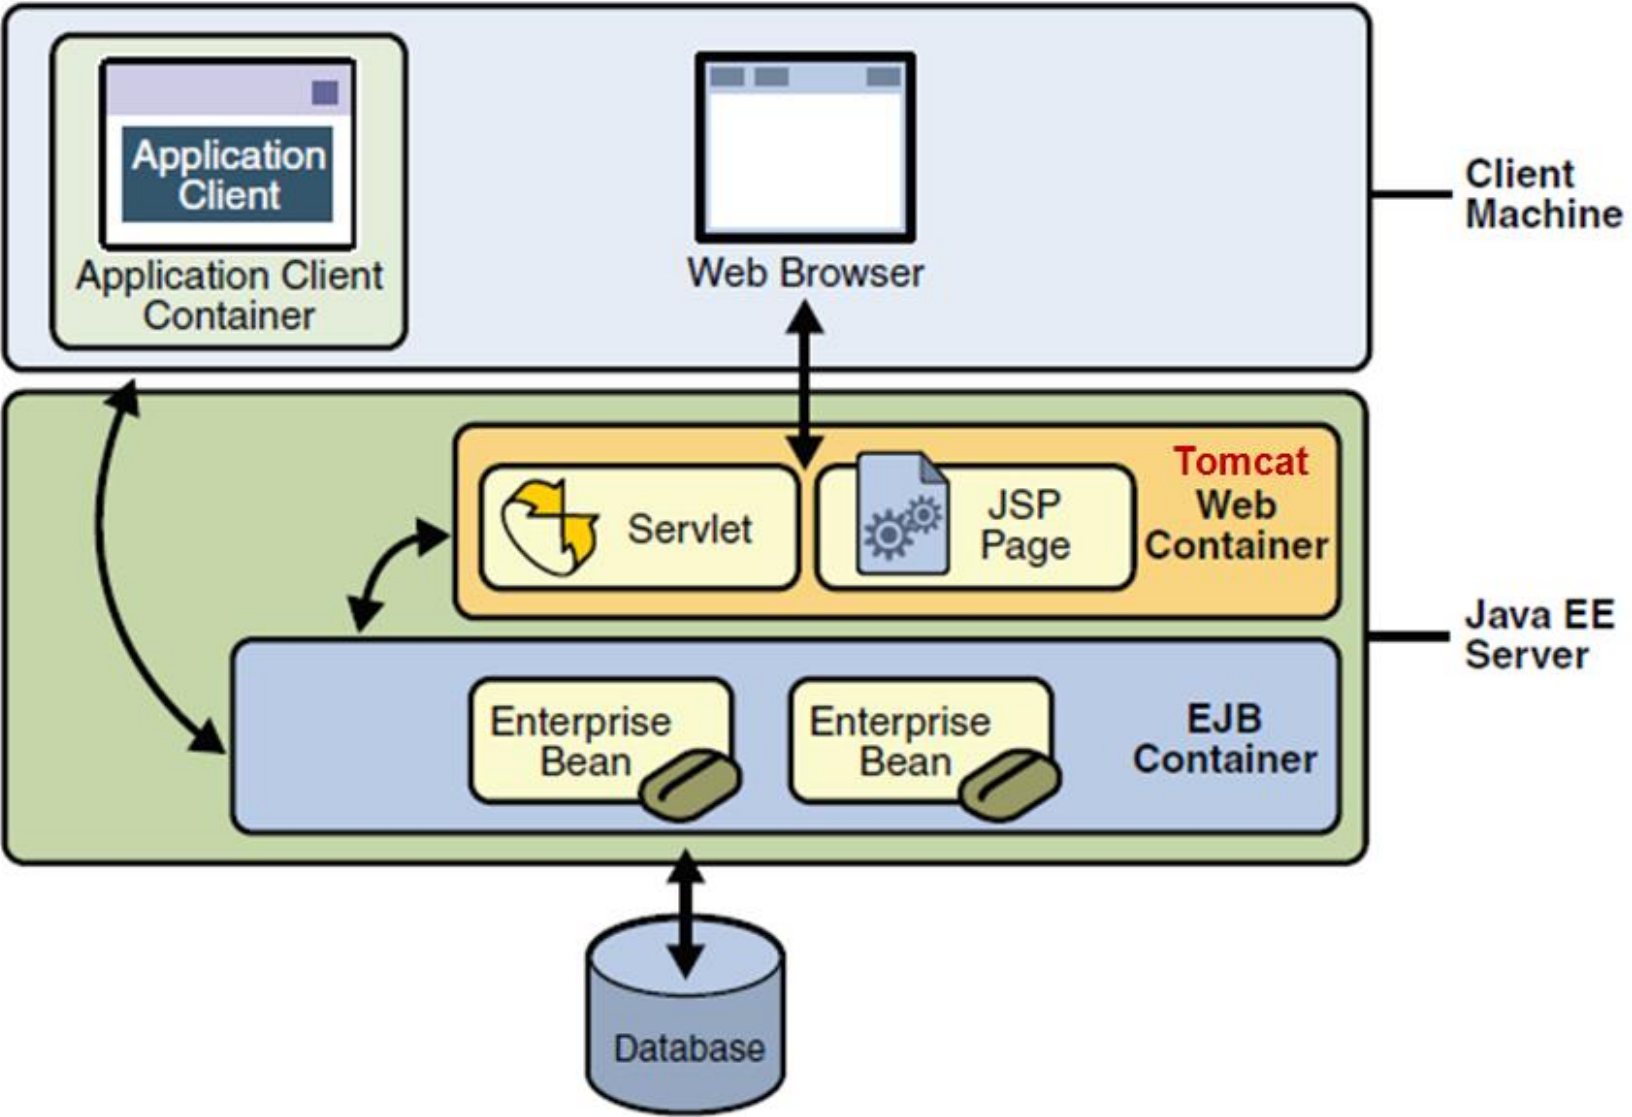 Application
Client
Application Client
Container
Web Browser
Client
Machine
Servlet
JSP
Page
Tomcat
Web
Container
Java EE
Server
Enterprise
Bean
Enterprise
Bean
EJB
Container
Database